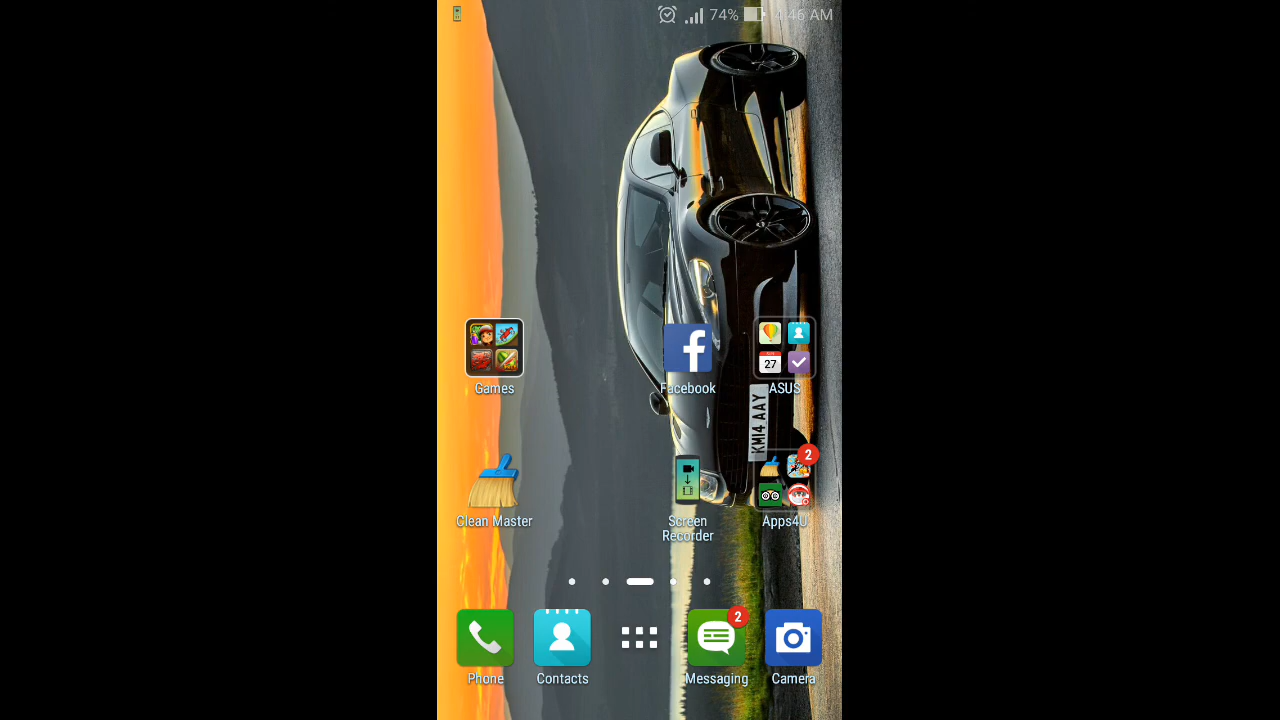 74% 4:46 AM
Games
Facebook
27
ASUS
KM14 AAY
Clean Master
Screen
Recorder
2
Apps4U
Phone
Contacts
2
Messaging
Camera